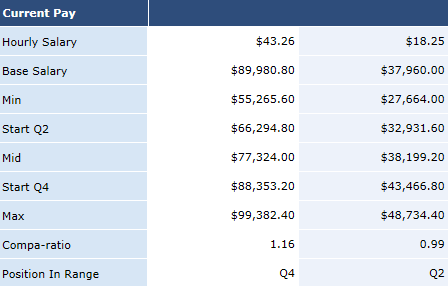 Current Pay
Hourly Salary $43.26 $18.25
Base Salary $89,980.80 $37,960.00
Min $55,265.60 $27,664.00
Start Q2 $66,294.80 $32,931.60
Mid $77,324.00 $38,199.20
Start Q4 $88,353.20 $43,466.80
Max $99,382.40 $48,734.40
Compa-ratio 1.16 0.99
Position In Range Q4 Q2